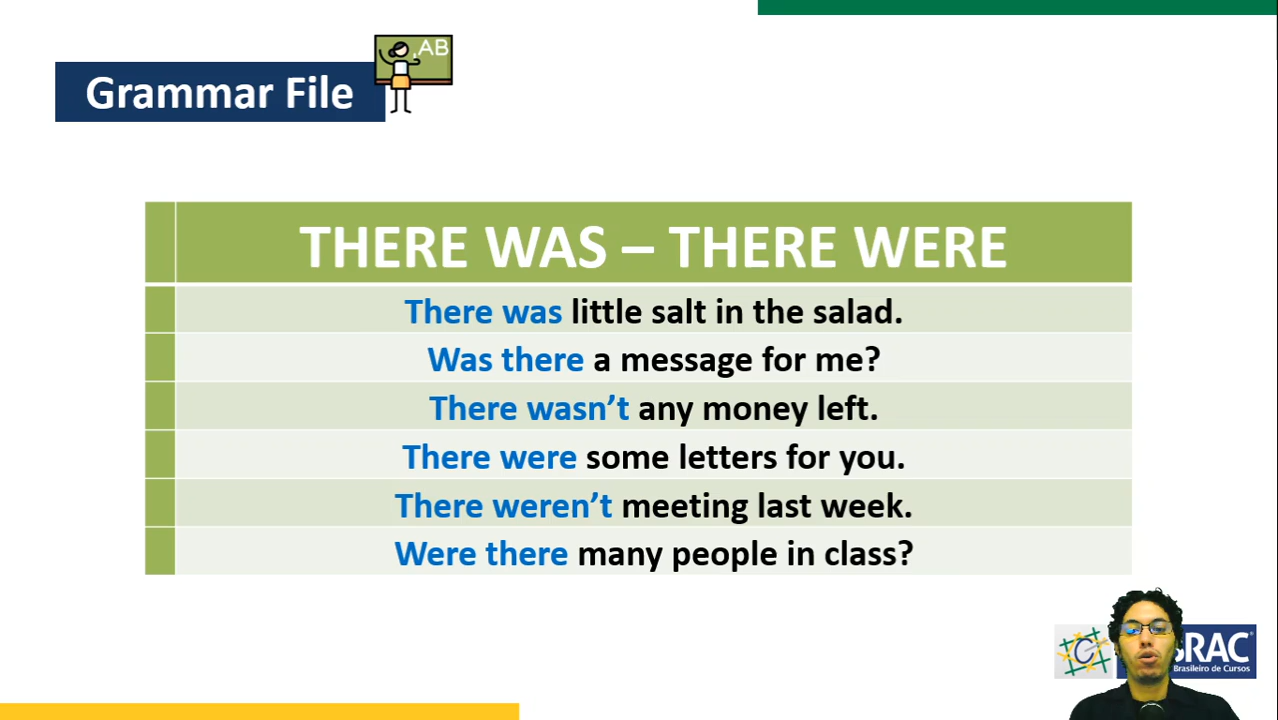 AB
Grammar File
THERE WAS – THERE WERE
There was little salt in the salad.
Was there a message for me?
There wasn’t any money left.
There were some letters for you.
There weren’t meeting last week.
Were there many people in class?
SRAC®
Brasileiro de Cursos